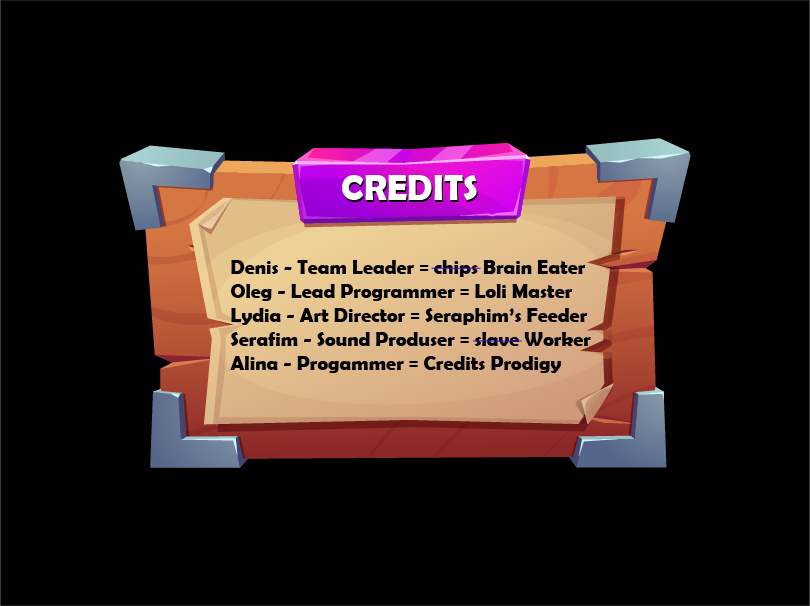 CREDITS
Denis - Team Leader = chips Brain Eater
Oleg - Lead Programmer = Loli Master
Lydia - Art Director = Seraphim's Feeder
Serafim - Sound Produser = slave Worker
Alina - Progammer = Credits Prodigy